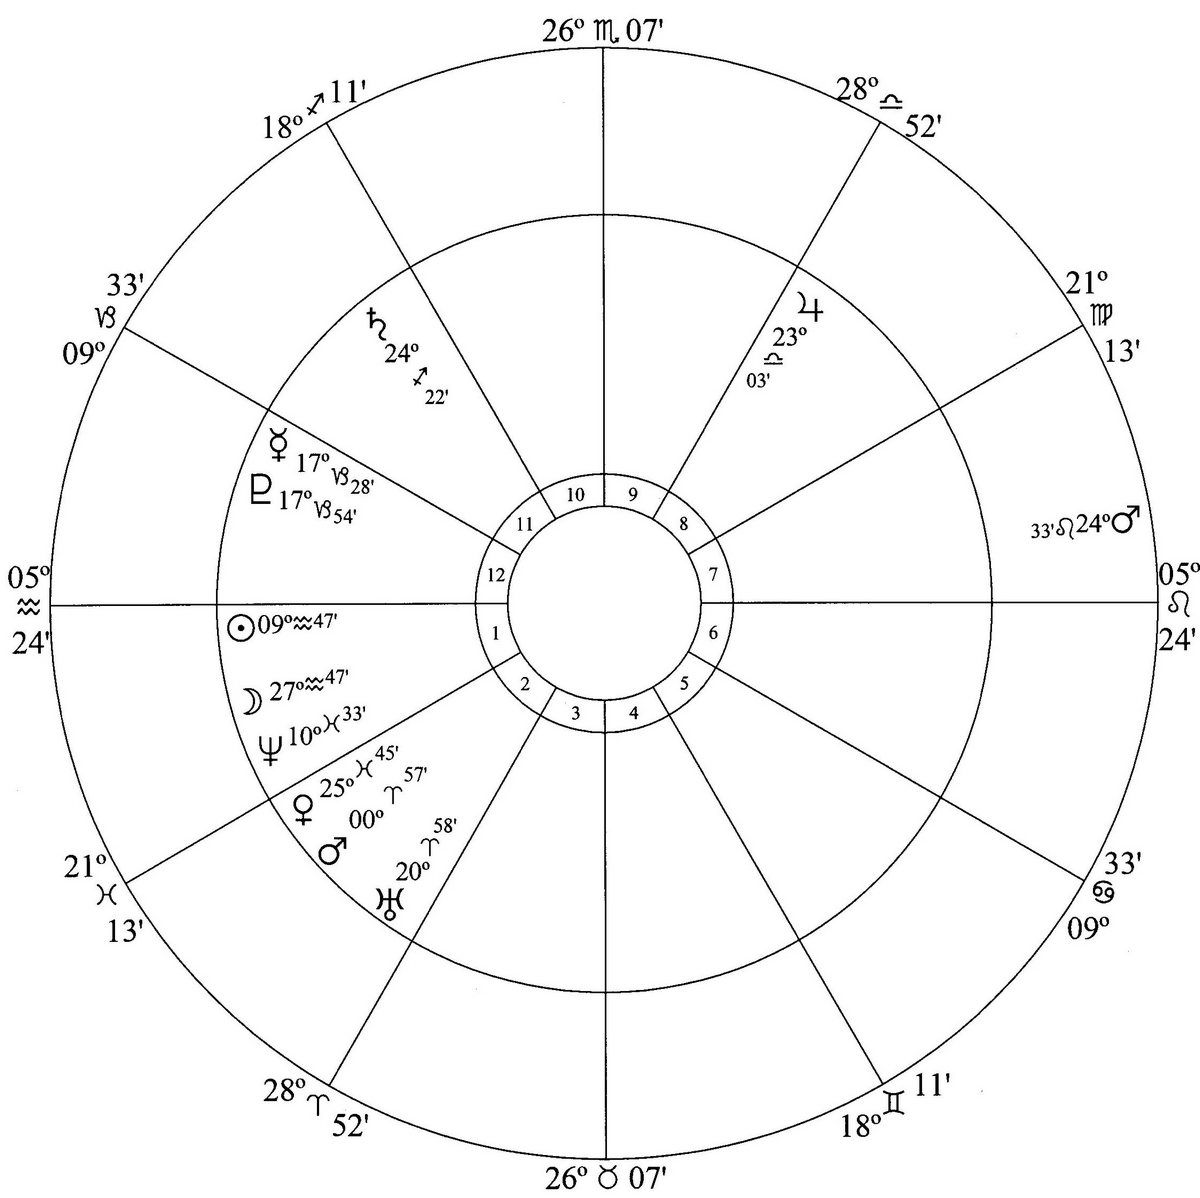 26° ♏ 07'
28° ♎ 52'
21° ♍ 13'
33' ♌ 24° ♂
05° ♌ 24'
33' ♋ 09°
11' ♊ 18°
26° ♉ 07'
28° ♈ 52'
21° ♓ 13'
05° ♒ 24'
33' ♑ 09°
18° ♐ 11'
♄ 24° ♐ 22'
♃ 23° ♎ 03'
☿ 17° ♑ 28'
♇ 17° ♑ 54'
☉ 09° ♒ 47'
☽ 27° ♒ 47'
♆ 10° ♓ 33'
♀ 25° ♓ 45'
♂ 00° ♈ 57'
♅ 20° ♈ 58'
10
9
11
8
12
7
1
6
2
5
3
4